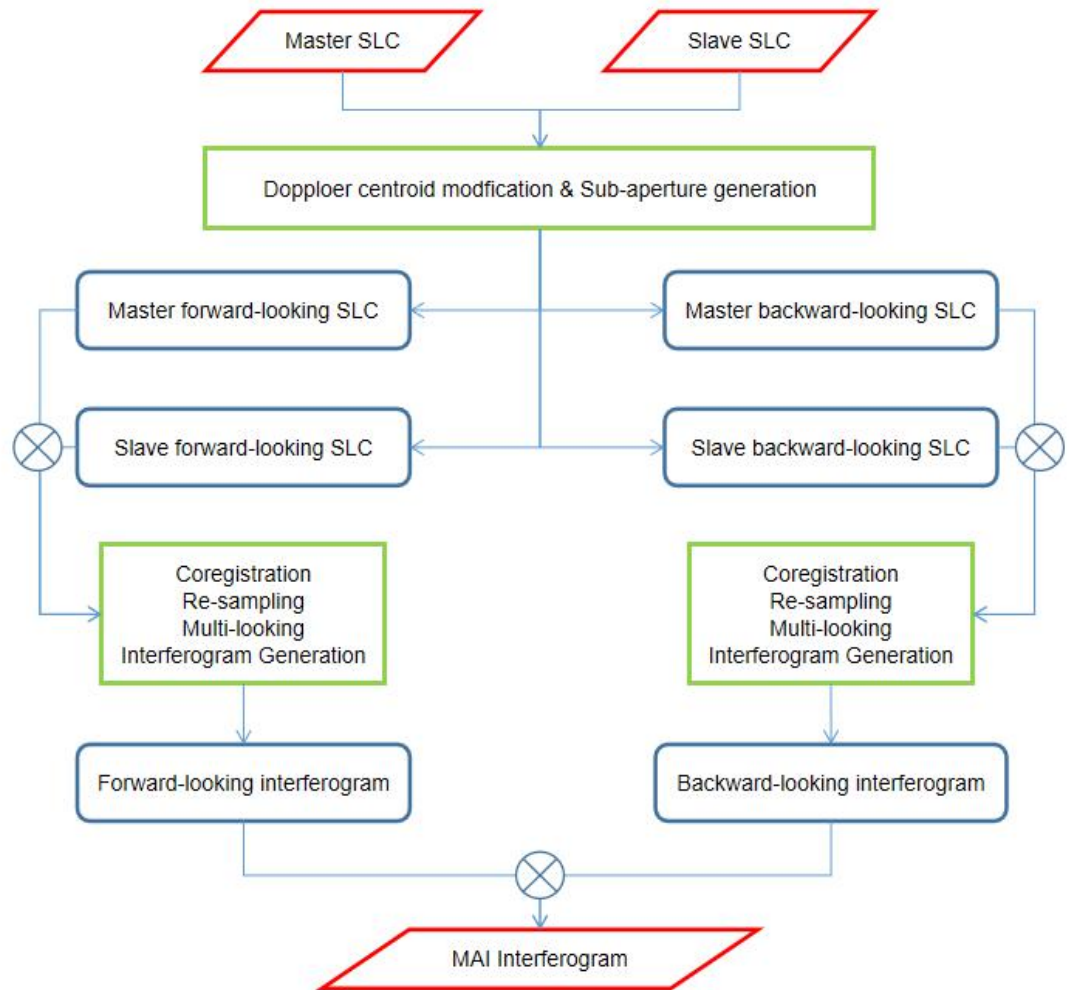 Master SLC
Slave SLC
Dopploer centroid modfication & Sub-aperture generation
Master forward-looking SLC
Master backward-looking SLC
Slave forward-looking SLC
Slave backward-looking SLC
Coregistration
Re-sampling
Multi-looking
Interferogram Generation
Coregistration
Re-sampling
Multi-looking
Interferogram Generation
Forward-looking interferogram
Backward-looking interferogram
MAI Interferogram